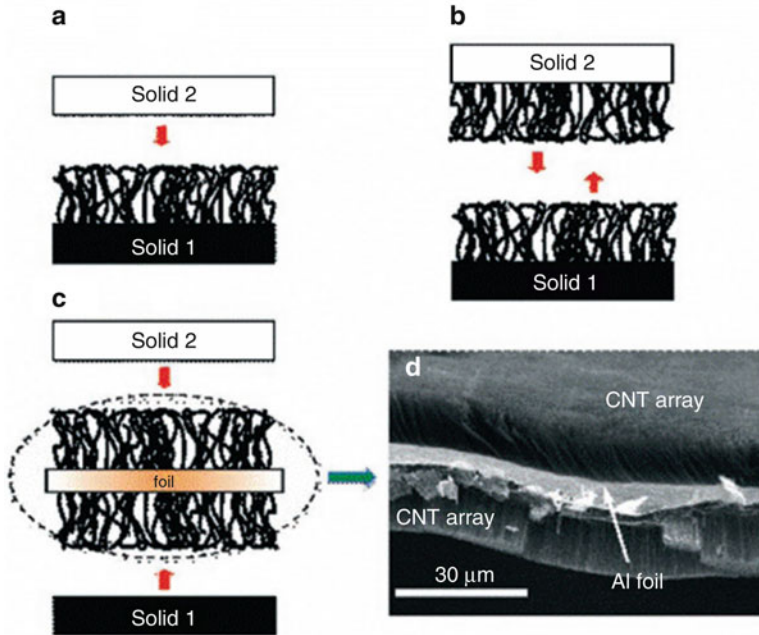 a
Solid 2
Solid 1
b
Solid 2
Solid 1
c
Solid 2
foil
Solid 1
d
CNT array
CNT array
Al foil
30 μm